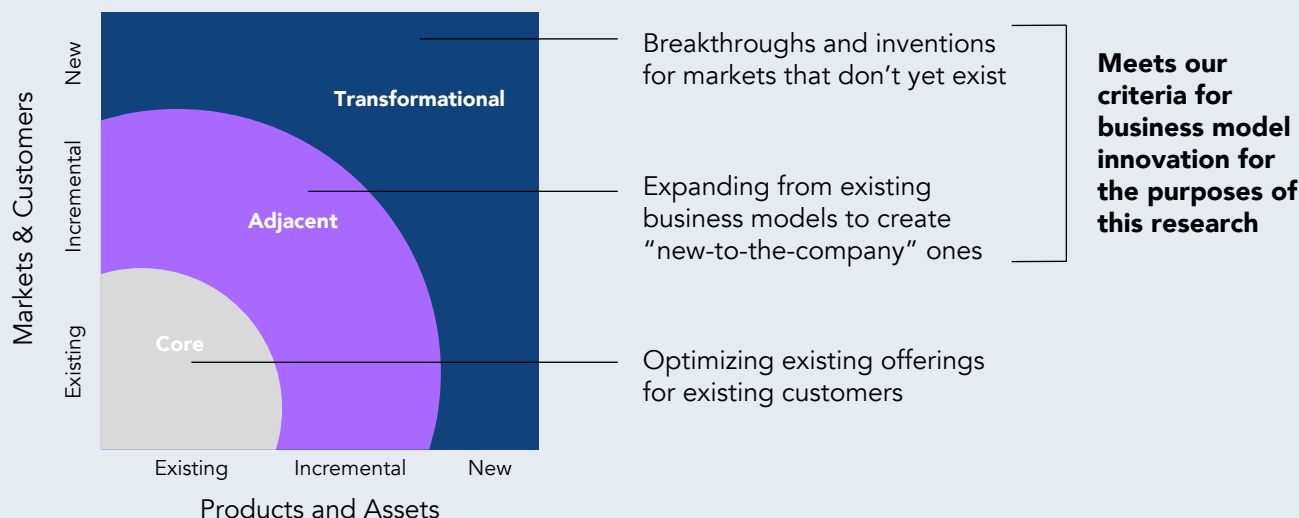 Markets & Customers
New
Incremental
Existing
Transformational
Adjacent
Core
Existing
Incremental
New
Products and Assets
Breakthroughs and inventions
for markets that don’t yet exist
Expanding from existing
business models to create
“new-to-the-company” ones
Optimizing existing offerings
for existing customers
Meets our
criteria for
business model
innovation for
the purposes of
this research